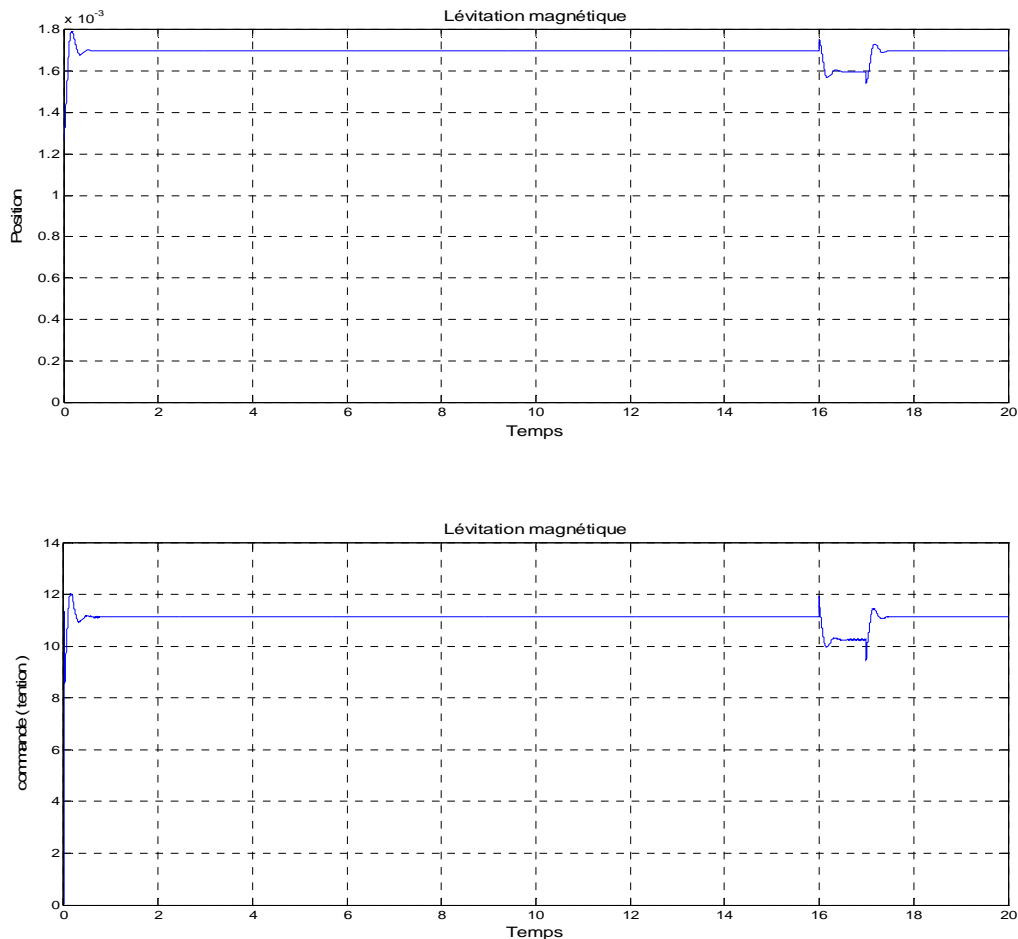 Lévitation magnétique
x 10⁻³
1.8
1.6
1.4
1.2
1
0.8
0.6
0.4
0.2
0
Position
0 2 4 6 8 10 12 14 16 18 20
Temps
Lévitation magnétique
14
12
10
8
6
4
2
0
commande ( tention )
0 2 4 6 8 10 12 14 16 18 20
Temps